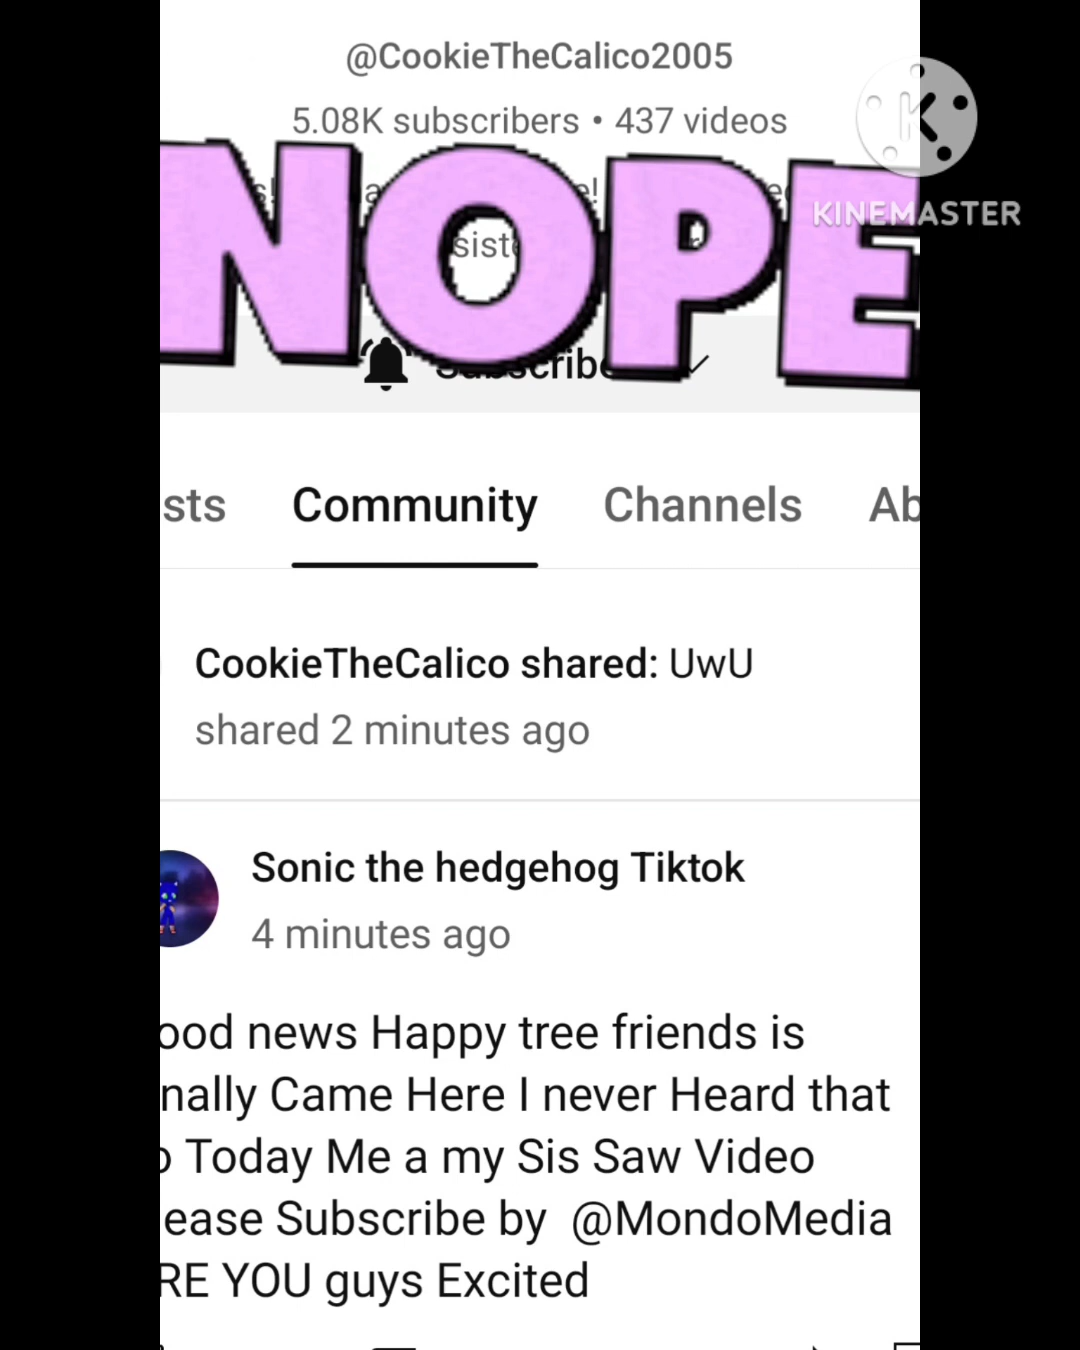 @CookieTheCalico2005
5.08K subscribers • 437 videos
NOPE
KINEMASTER
Community
Channels
CookieTheCalico shared: UwU
shared 2 minutes ago
Sonic the hedgehog Tiktok
4 minutes ago
ood news Happy tree friends is
nally Came Here I never Heard that
Today Me a my Sis Saw Video
ease Subscribe by @MondoMedia
RE YOU guys Excited